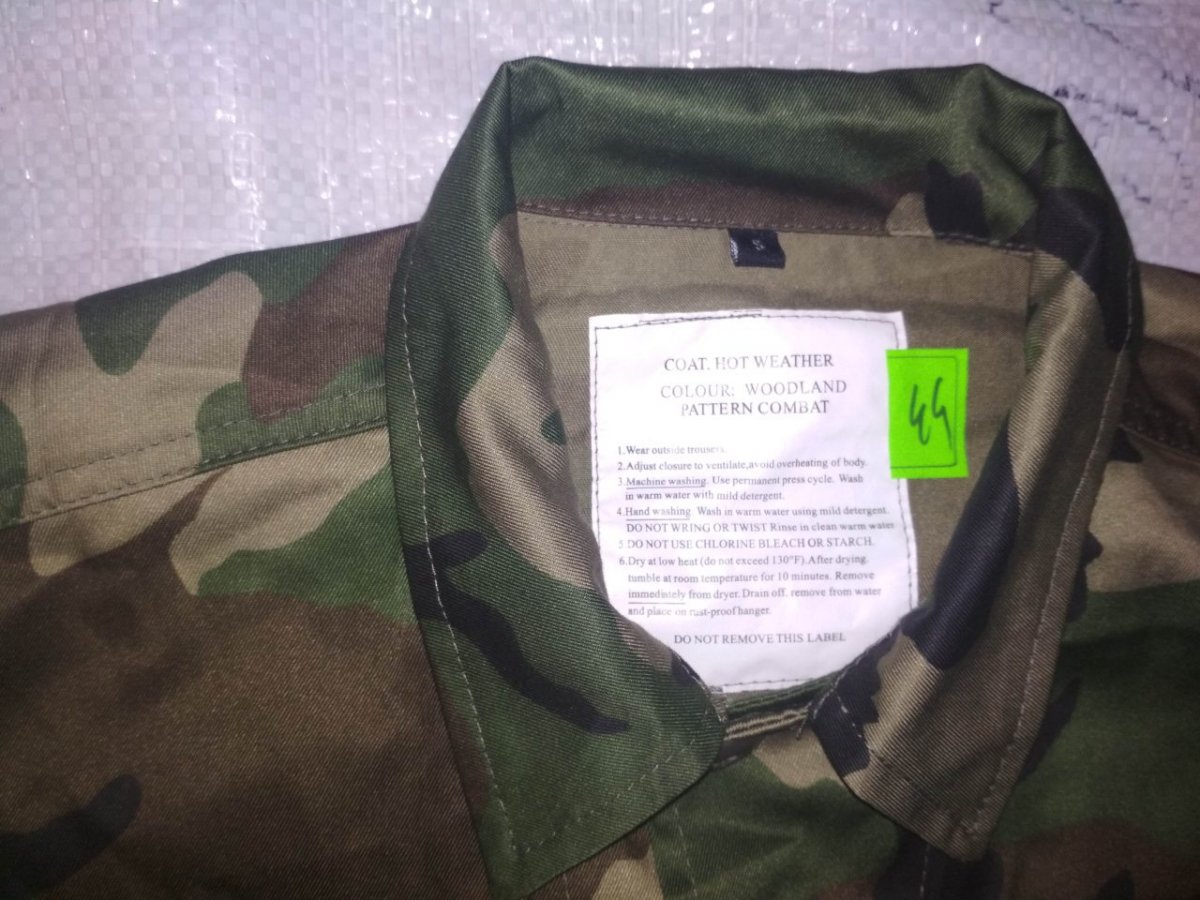 S
COAT. HOT WEATHER
COLOUR: WOODLAND
PATTERN COMBAT
44
1.Wear outside trousers.
2.Adjust closure to ventilate,avoid overheating of body.
3.Machine washing. Use permanent press cycle. Wash
in warm water with mild detergent.
4.Hand washing. Wash in warm water using mild detergent.
DO NOT WRING OR TWIST Rinse in clean warm water
5.DO NOT USE CHLORINE BLEACH OR STARCH.
6.Dry at low heat (do not exceed 130°F).After drying.
tumble at room temperature for 10 minutes. Remove
immediately from dryer. Drain off. remove from water
and place on rust-proof hanger.
DO NOT REMOVE THIS LABEL